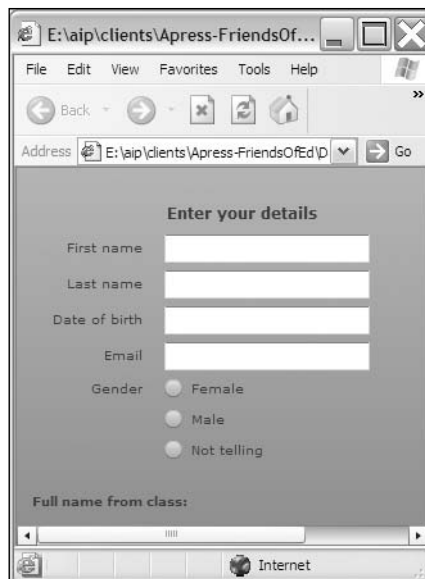 E:\aip\clients\Apress-FriendsOf...
File Edit View Favorites Tools Help
Back
»
Address E:\aip\clients\Apress-FriendsOfEd\D Go
Enter your details
First name
Last name
Date of birth
Email
Gender Female
Male
Not telling
Full name from class:
Internet